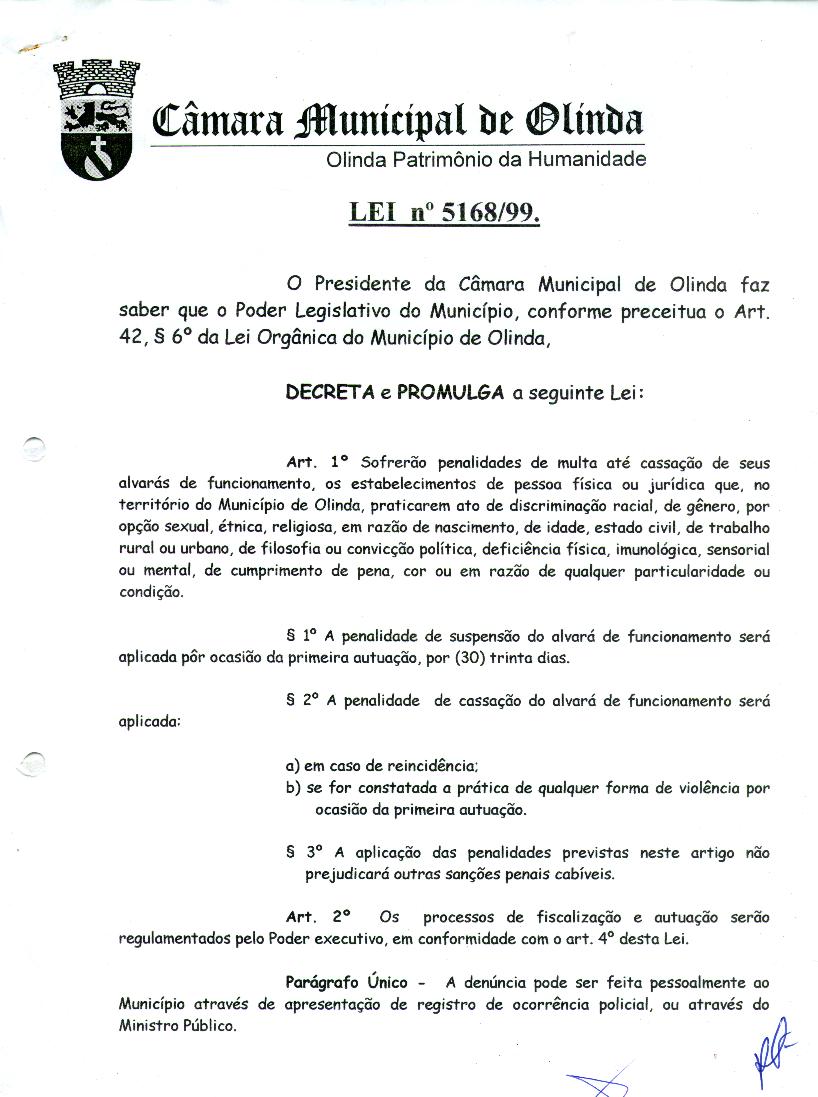 Câmara Municipal de Olinda
Olinda Patrimônio da Humanidade
LEI nº 5168/99.
O Presidente da Câmara Municipal de Olinda faz
saber que o Poder Legislativo do Município, conforme preceitua o Art.
42, § 6º da Lei Orgânica do Município de Olinda,
DECRETA e PROMULGA a seguinte Lei:
Art. 1º Sofrerão penalidades de multa até cassação de seus
alvarás de funcionamento, os estabelecimentos de pessoa física ou jurídica que, no
território do Município de Olinda, praticarem ato de discriminação racial, de gênero, por
opção sexual, étnica, religiosa, em razão de nascimento, de idade, estado civil, de trabalho
rural ou urbano, de filosofia ou convicção política, deficiência física, imunológica, sensorial
ou mental, de cumprimento de pena, cor ou em razão de qualquer particularidade ou
condição.
§ 1º A penalidade de suspensão do alvará de funcionamento será
aplicada pôr ocasião da primeira autuação, por (30) trinta dias.
§ 2º A penalidade de cassação do alvará de funcionamento será
aplicada:
a) em caso de reincidência;
b) se for constatada a prática de qualquer forma de violência por
ocasião da primeira autuação.
§ 3º A aplicação das penalidades previstas neste artigo não
prejudicará outras sanções penais cabíveis.
Art. 2º Os processos de fiscalização e autuação serão
regulamentados pelo Poder executivo, em conformidade com o art. 4º desta Lei.
Parágrafo Único - A denúncia pode ser feita pessoalmente ao
Município através de apresentação de registro de ocorrência policial, ou através do
Ministro Público.